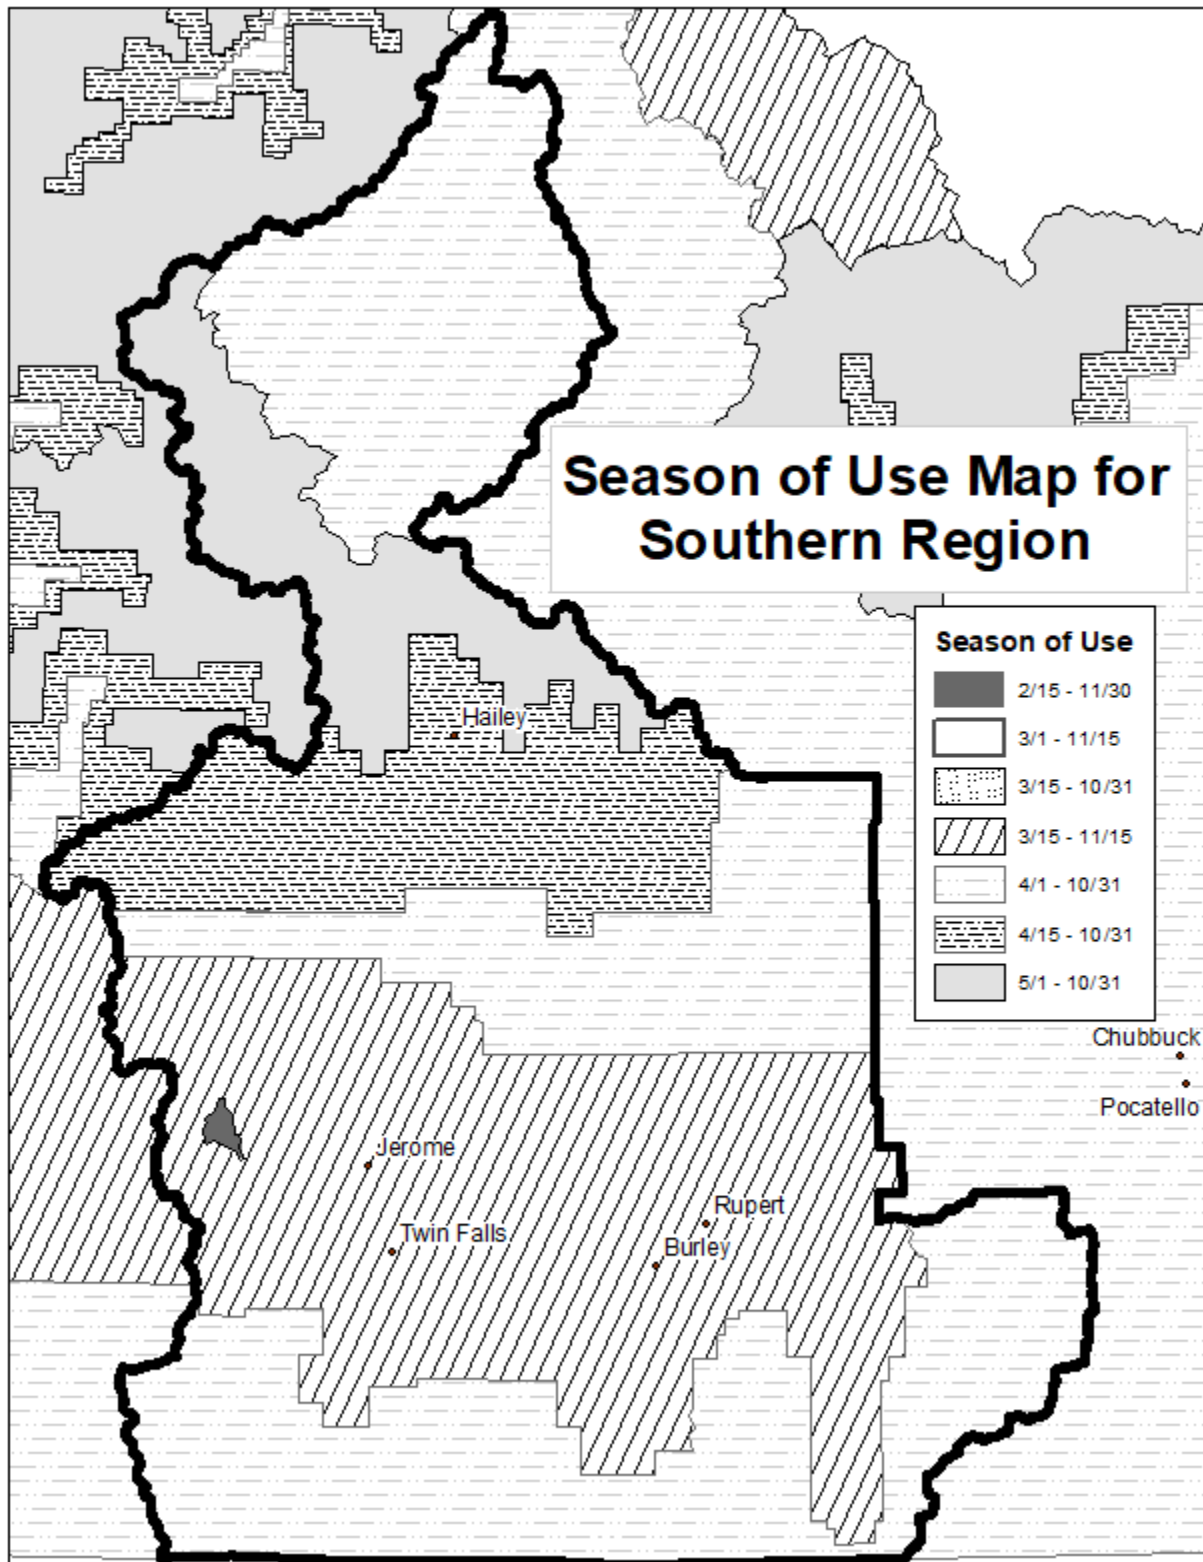 Season of Use Map for
Southern Region
Season of Use
2/15 - 11/30
3/1 - 11/15
3/15 - 10/31
3/15 - 11/15
4/1 - 10/31
4/15 - 10/31
5/1 - 10/31
Hailey
Chubbuck
Pocatello
Jerome
Rupert
Twin Falls
Burley